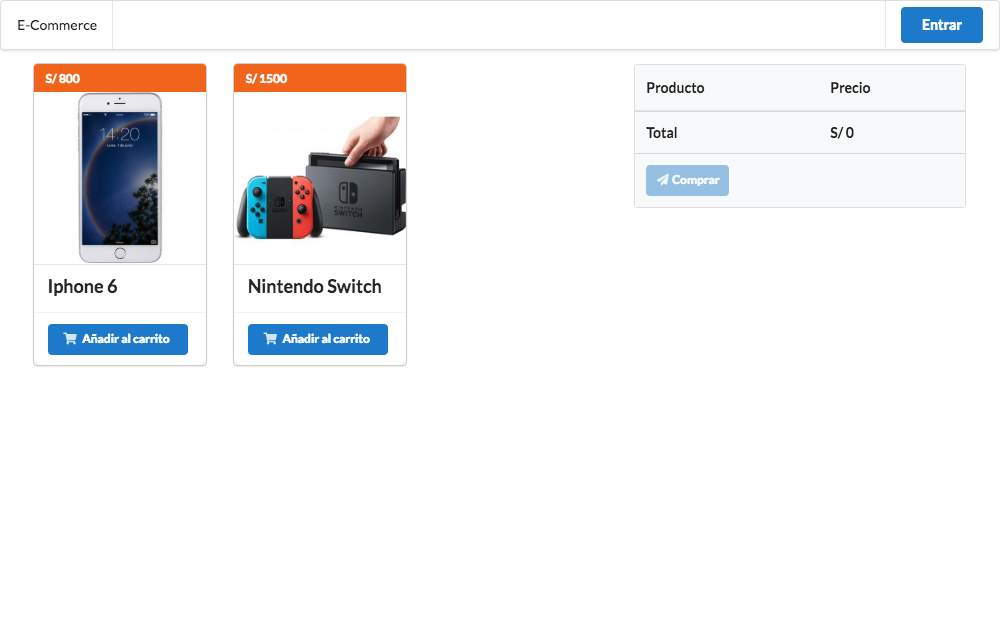 E-Commerce
Entrar
S/ 800
14:20
Iphone 6
Añadir al carrito
S/ 1500
NINTENDO
SWITCH
Nintendo Switch
Añadir al carrito
Producto Precio
Total S/ 0
Comprar